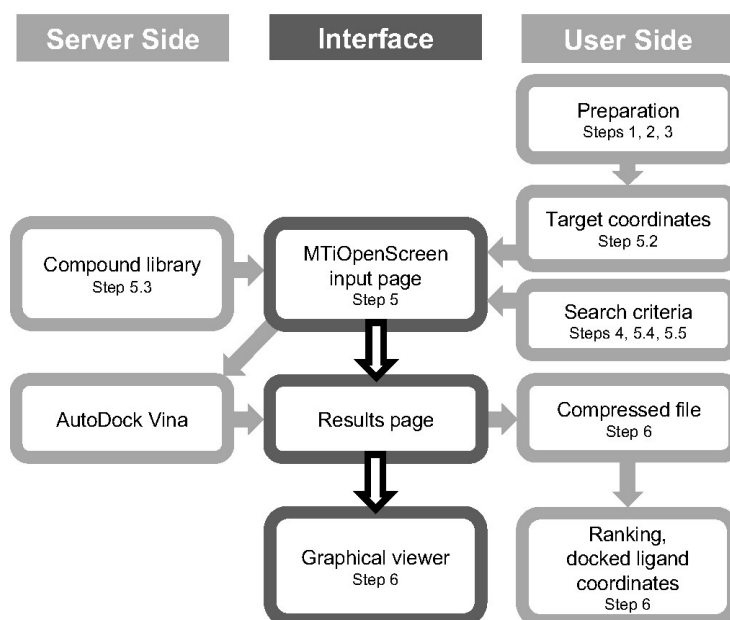 Server Side
Interface
User Side
Preparation
Steps 1, 2, 3
Target coordinates
Step 5.2
Compound library
Step 5.3
MTiOpenScreen
input page
Step 5
Search criteria
Steps 4, 5.4, 5.5
AutoDock Vina
Results page
Compressed file
Step 6
Graphical viewer
Step 6
Ranking,
docked ligand
coordinates
Step 6